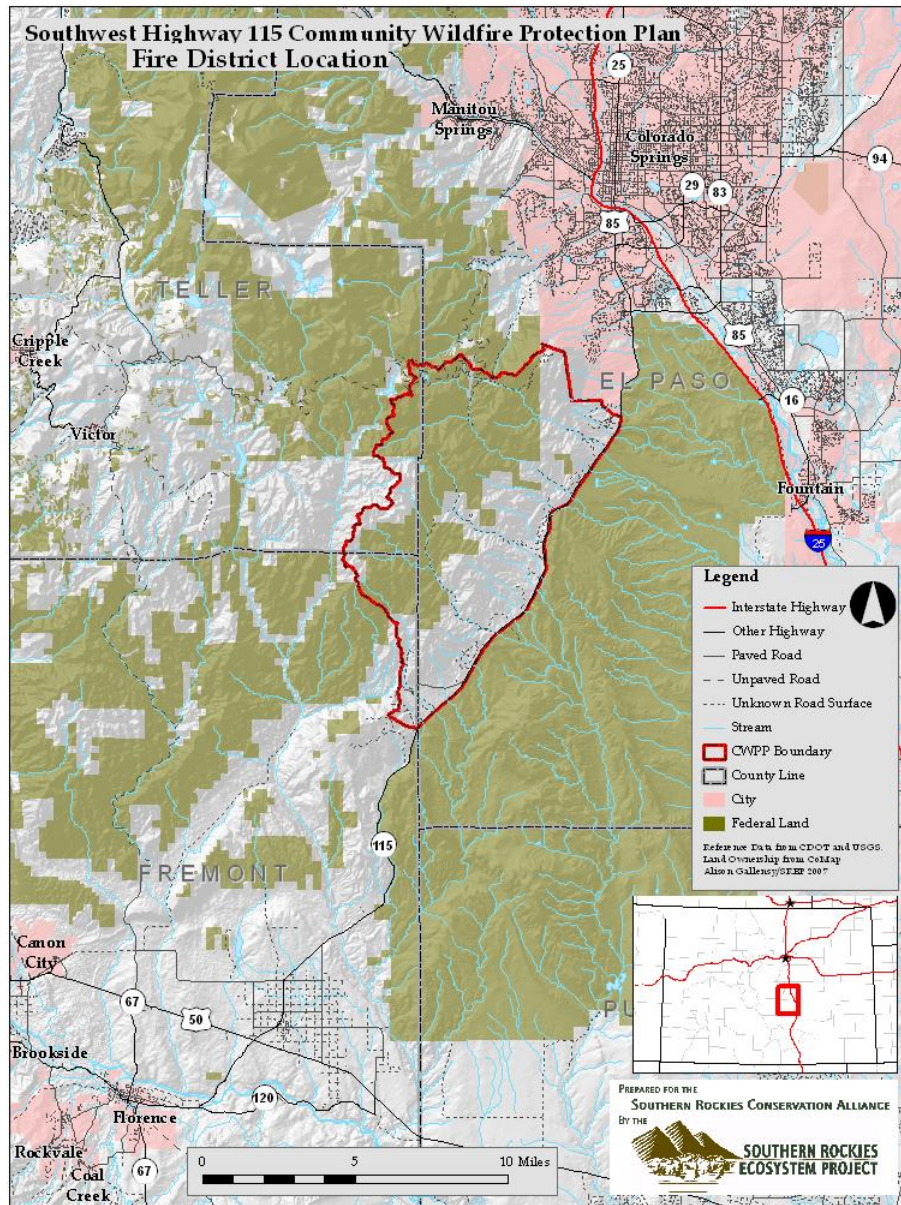 Southwest Highway 115 Community Wildfire Protection Plan
Fire District Location
25
Manitou
Springs
Colorado
Springs
94
29
83
85
TELLER
Cripple
Creek
85
EL PASO
16
Victor
Fountain
25
Legend
Interstate Highway
Other Highway
Paved Road
Unpaved Road
Unknown Road Surface
Stream
CWPP Boundary
County Line
City
Federal Land
Reference Data from CDOT and USGS.
Land Ownership from CoMap
Alison Gallensy/SREP 2007
115
FREMONT
Canon
City
67
50
PU
Brookside
120
Florence
Rockvale
67
Coal
Creek
0 5 10 Miles
PREPARED FOR THE
SOUTHERN ROCKIES CONSERVATION ALLIANCE
BY THE
SOUTHERN ROCKIES
ECOSYSTEM PROJECT